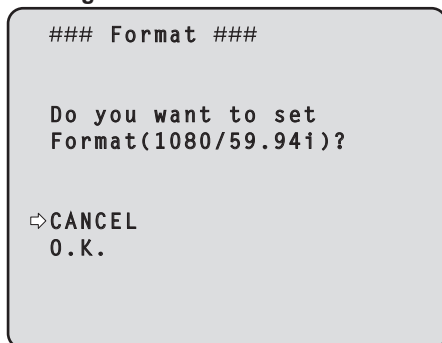 ### Format ###
Do you want to set
Format(1080/59.94i)?
⇨CANCEL
O.K.